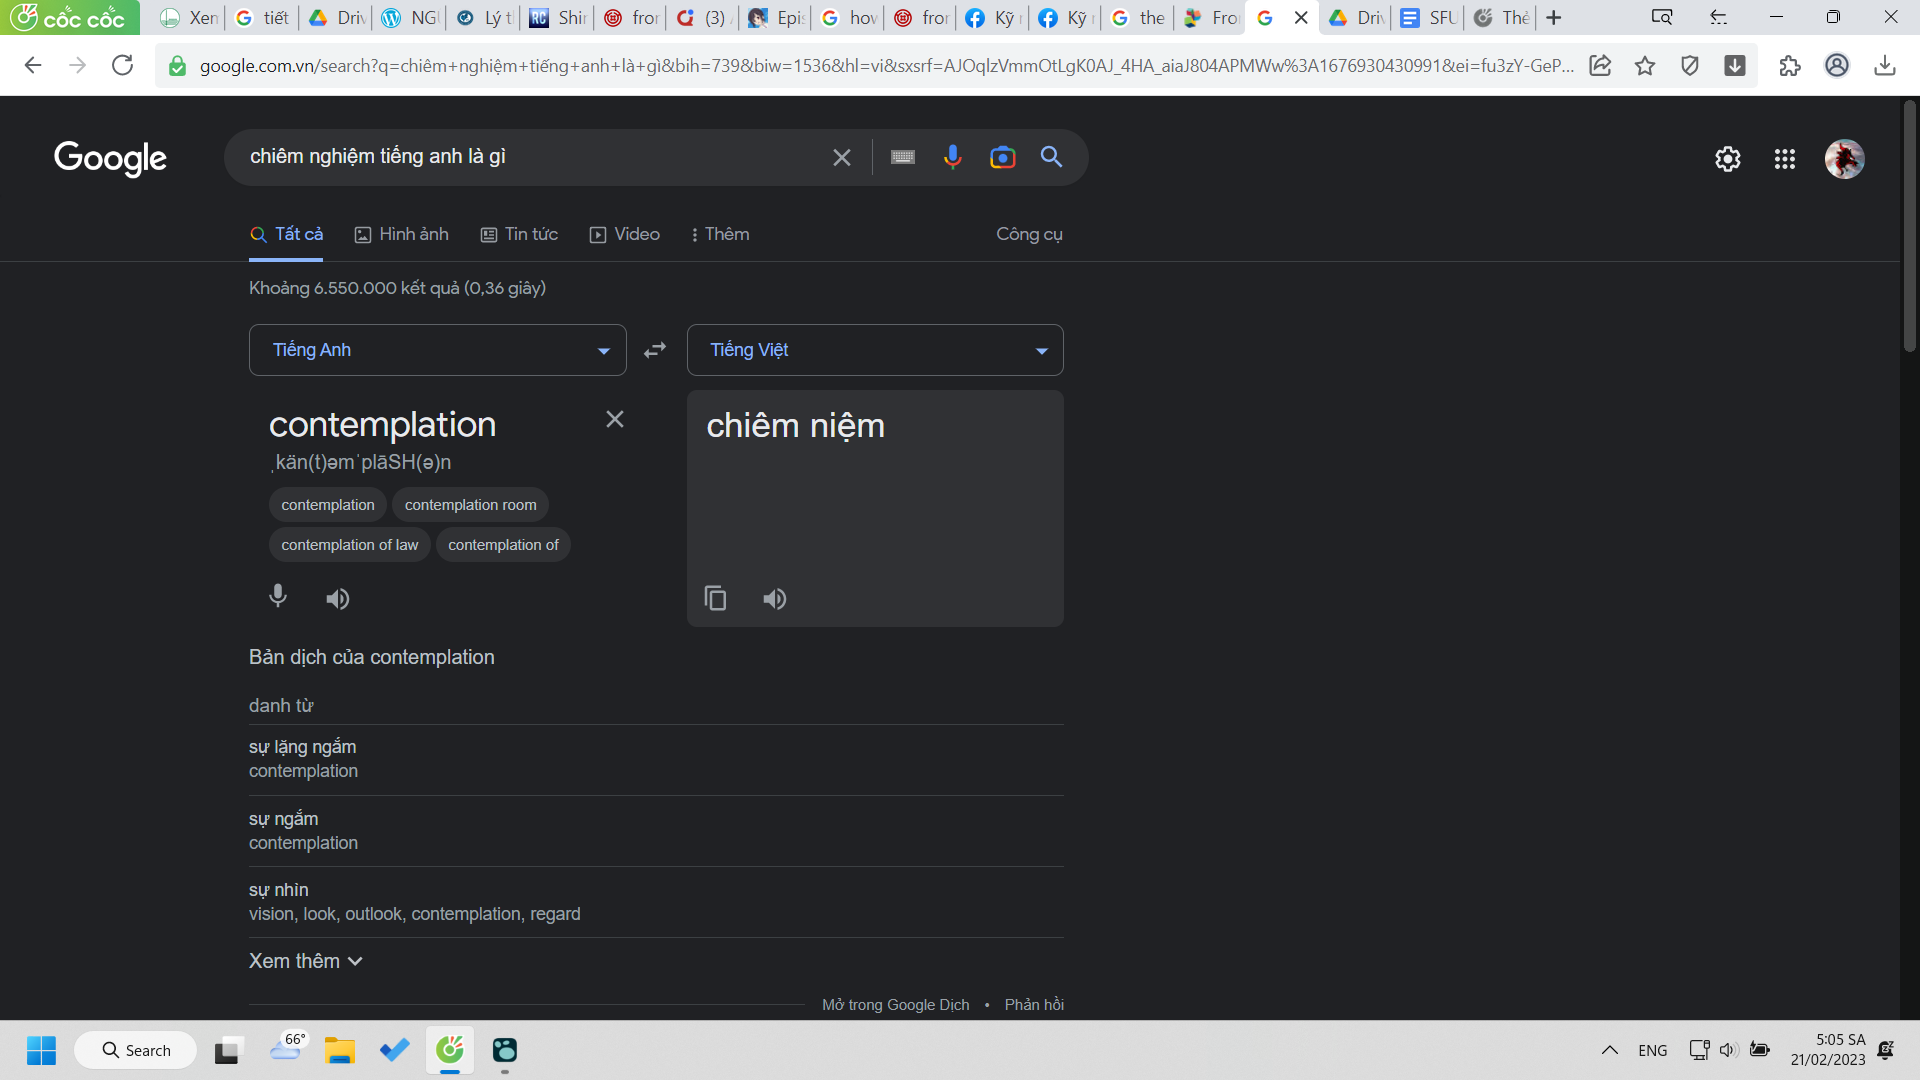 cốc cốc
Xen
tiết
Driv
NGU
Lý tl
Shir
fron
(3)
Epis
how
fron
Kỹ
Kỹ
the
Fro
Driv
SFU
Thẻ
google.com.vn/search?q=chiêm+nghiệm+tiếng+anh+là+gì&bih=739&biw=1536&hl=vi&sxsrf=AJOqlzVmmOtLgK0AJ_4HA_aiaJ804APMWw%3A1676930430991&ei=fu3zY-GeP...
Google
chiêm nghiệm tiếng anh là gì
Tất cả
Hình ảnh
Tin tức
Video
Thêm
Công cụ
Khoảng 6.550.000 kết quả (0,36 giây)
Tiếng Anh
Tiếng Việt
contemplation
chiêm niệm
ˌkän(t)əmˈplāSH(ə)n
contemplation
contemplation room
contemplation of law
contemplation of
Bản dịch của contemplation
danh từ
sự lặng ngắm
contemplation
sự ngắm
contemplation
sự nhìn
vision, look, outlook, contemplation, regard
Xem thêm
Mở trong Google Dịch • Phản hồi
Search
66°
ENG
5:05 SA
21/02/2023